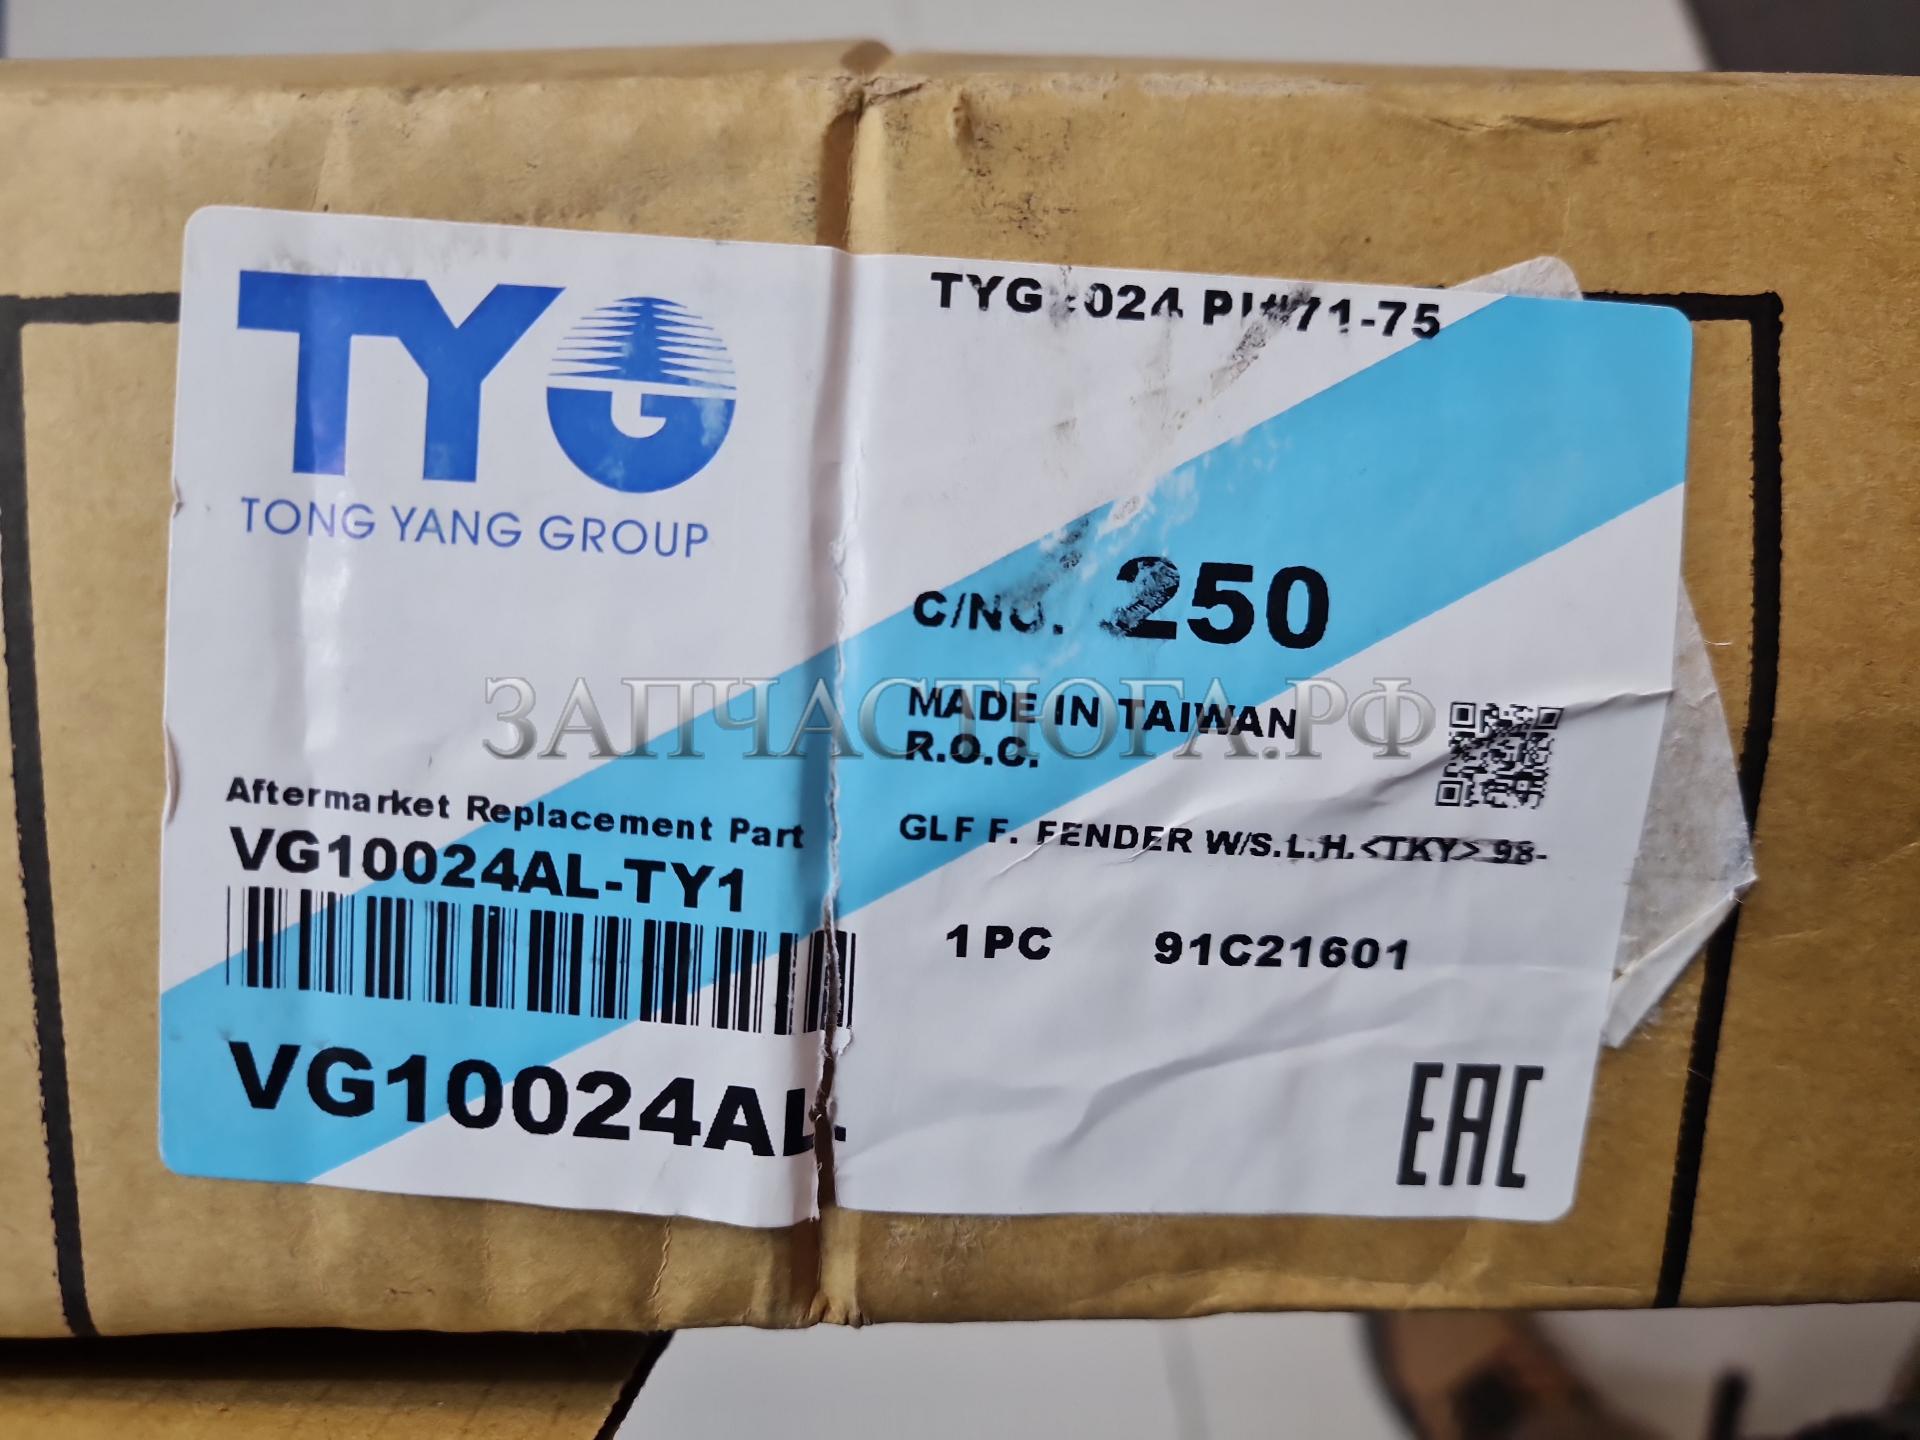 TYG
TONG YANG GROUP
024 PI#71-75
C/NO. 250
MADE IN TAIWAN
R.O.C.
ЗАПЧАСТЮГА.РФ
Aftermarket Replacement Part
VG10024AL-TY1
GLF F. FENDER W/S.L.H.<TKY> 98-
1 PC 91C21601
VG10024AL-
EAC